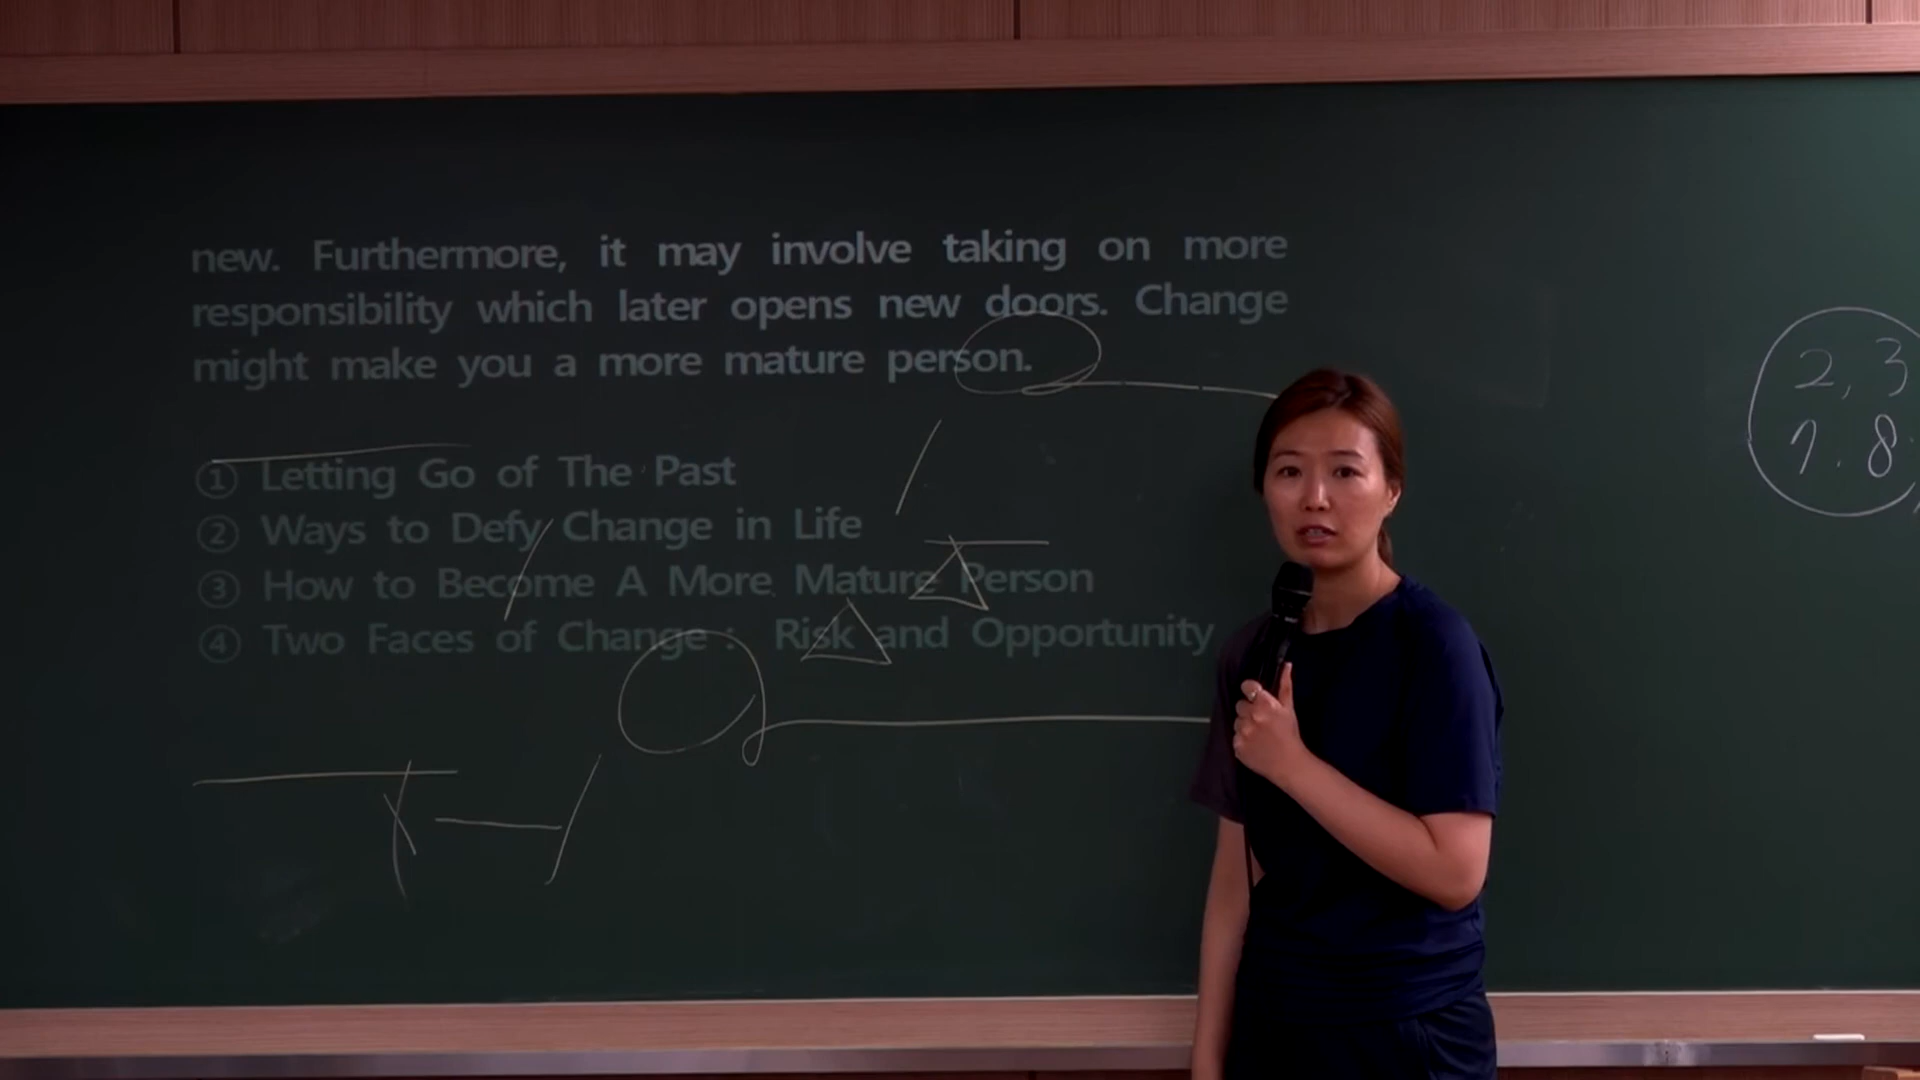 new. Furthermore, it may involve taking on more
responsibility which later opens new doors. Change
might make you a more mature person.
① Letting Go of The Past
② Ways to Defy Change in Life
③ How to Become A More Mature Person
④ Two Faces of Change : Risk and Opportunity
2, 3
7. 8.